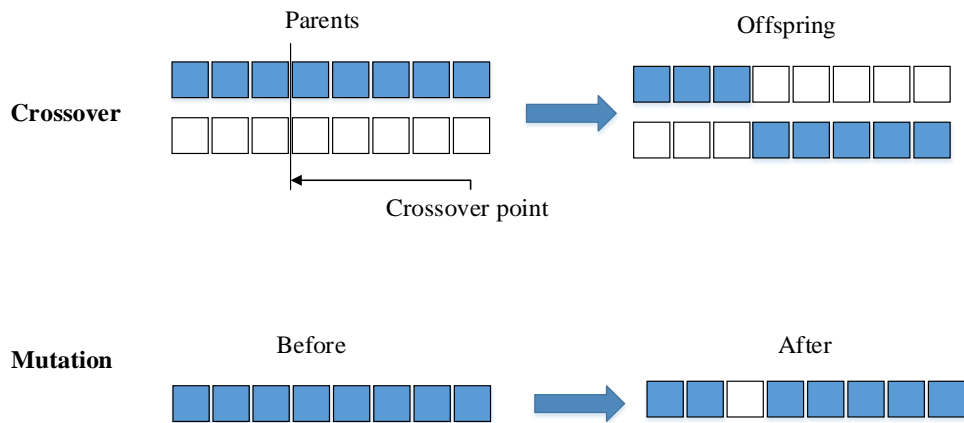 Parents
Offspring
Crossover
Crossover point
Before
After
Mutation